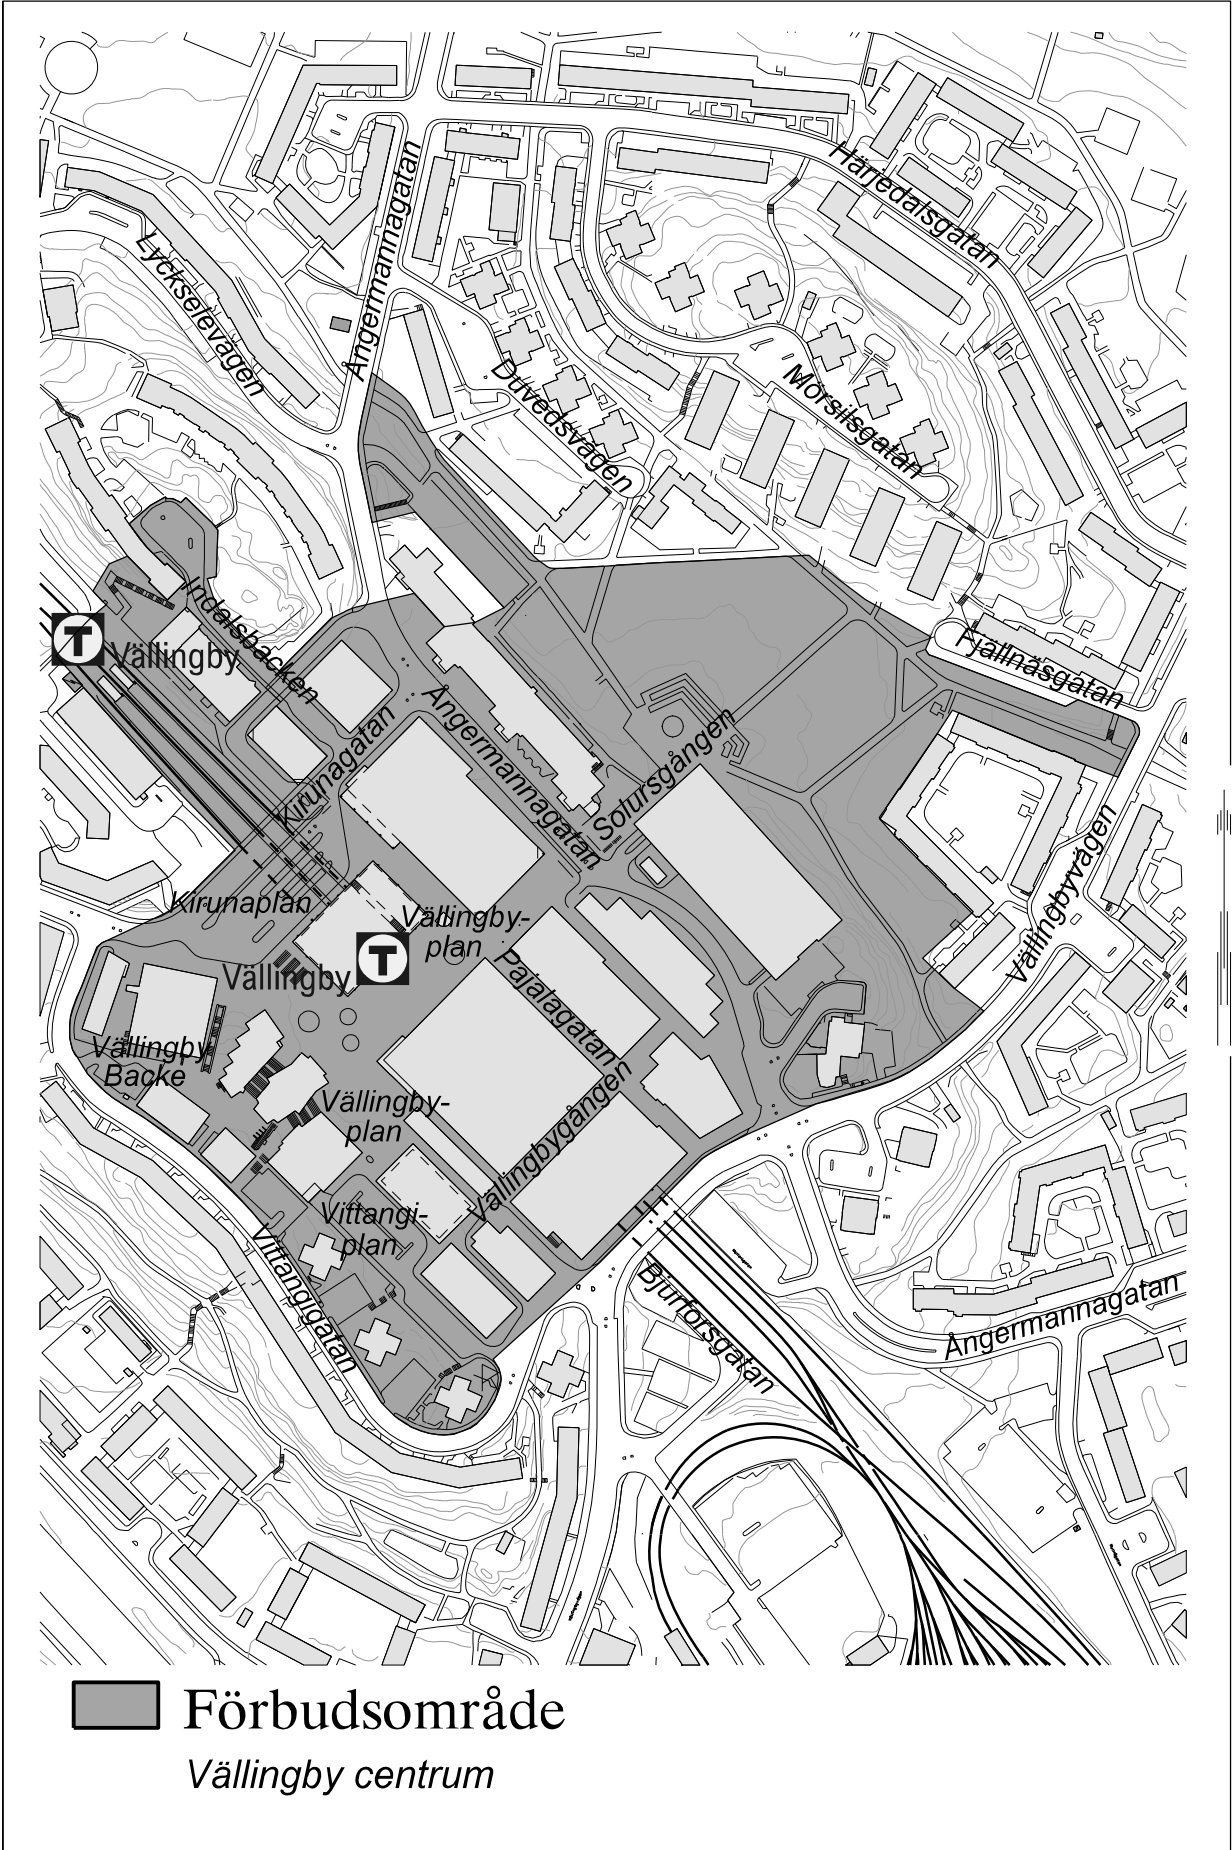 Härjedalsgatan
Ångermannagatan
Lyckselevägen
Duvedsvägen
Mörsilsgatan
Indalsbacken
T
Vällingby
Fjällnäsgatan
Kirunagatan
Ångermannagatan
Solursgången
Vällingbyvägen
Kirunaplan
Vällingby-
plan
T
Vällingby
Pajalagatan
Vällingby
Backe
Vällingby-
plan
Vällingbygången
Vittangi-
plan
Vittangigatan
Bjurforsgatan
Ångermannagatan
Förbudsområde
Vällingby centrum